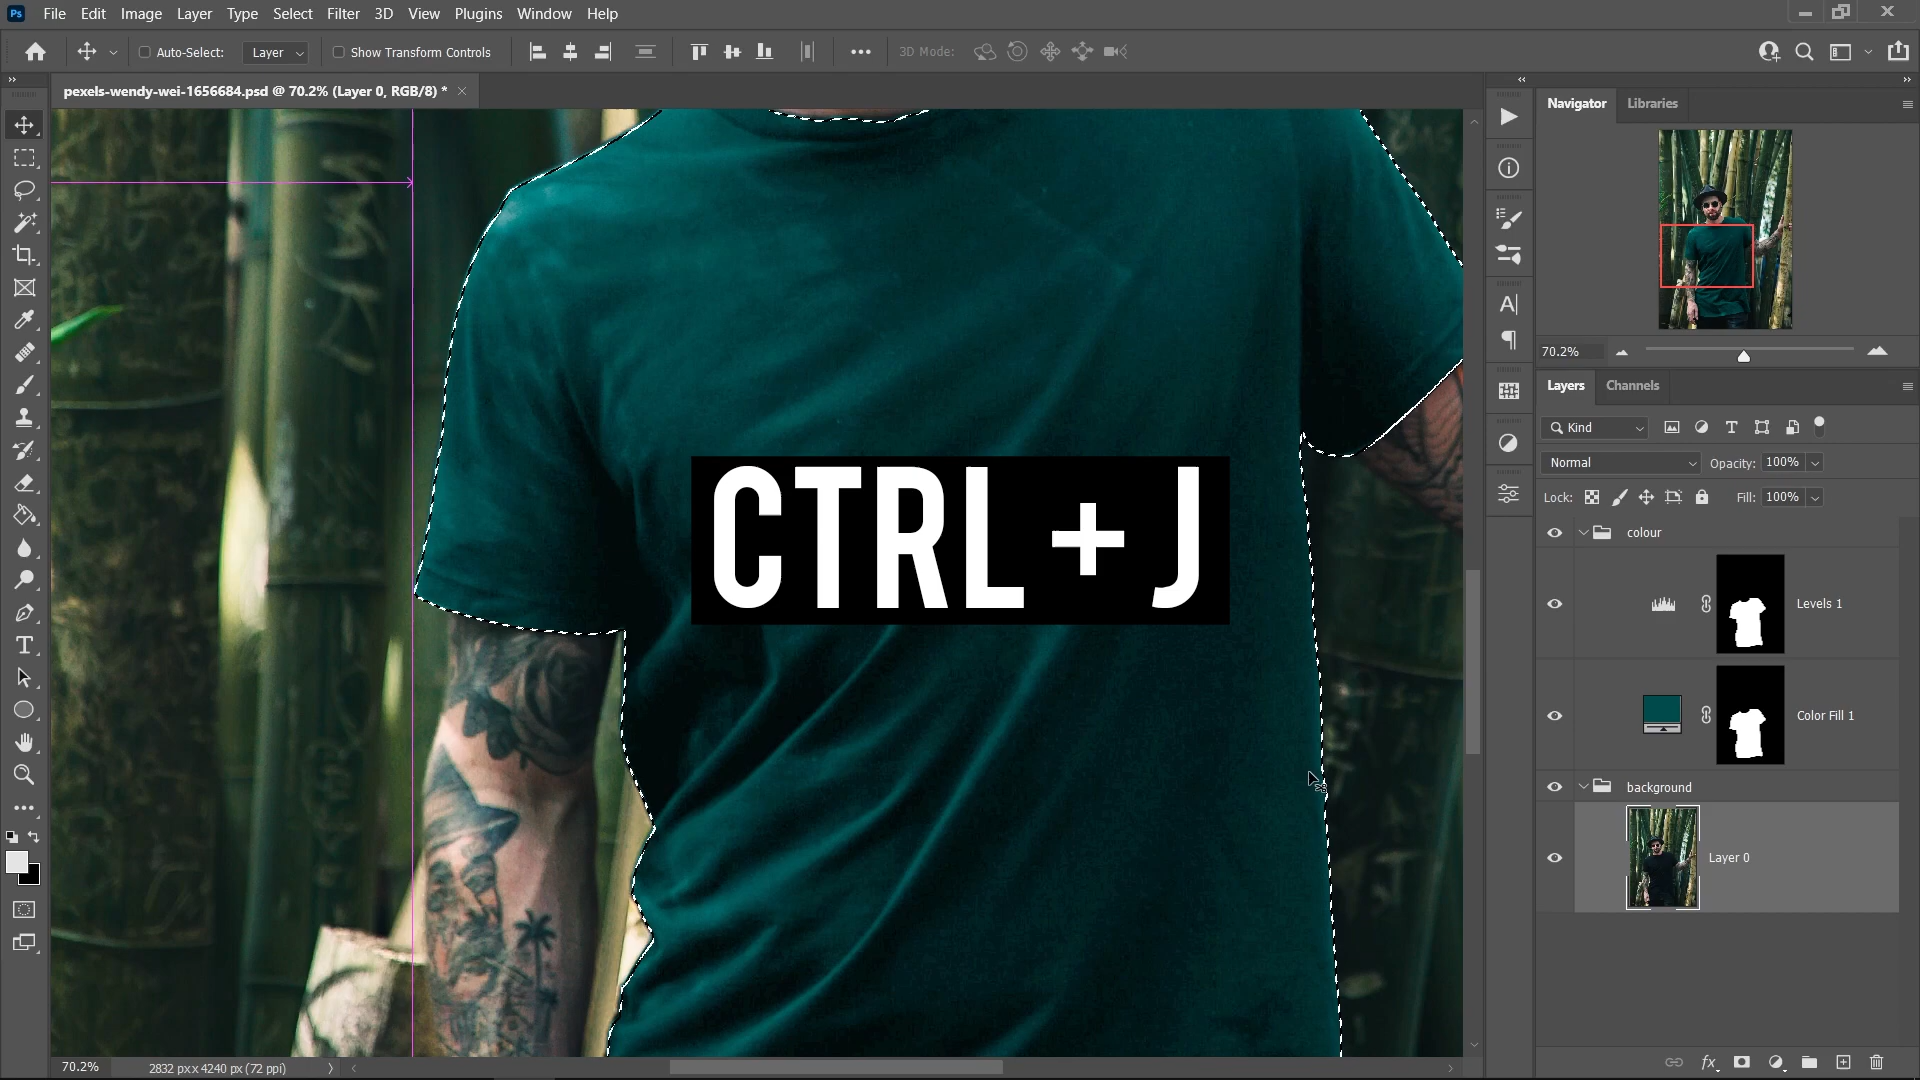 Ps File Edit Image Layer Type Select Filter 3D View Plugins Window Help
Auto-Select: Layer Show Transform Controls 3D Mode:
pexels-wendy-wei-1656684.psd @ 70.2% (Layer 0, RGB/8) *
Navigator Libraries
70.2%
Layers Channels
Kind
Normal Opacity: 100%
Lock: Fill: 100%
colour
CTRL + J
Levels 1
Color Fill 1
background
Layer 0
70.2% 2832 px x 4240 px (72 ppi)